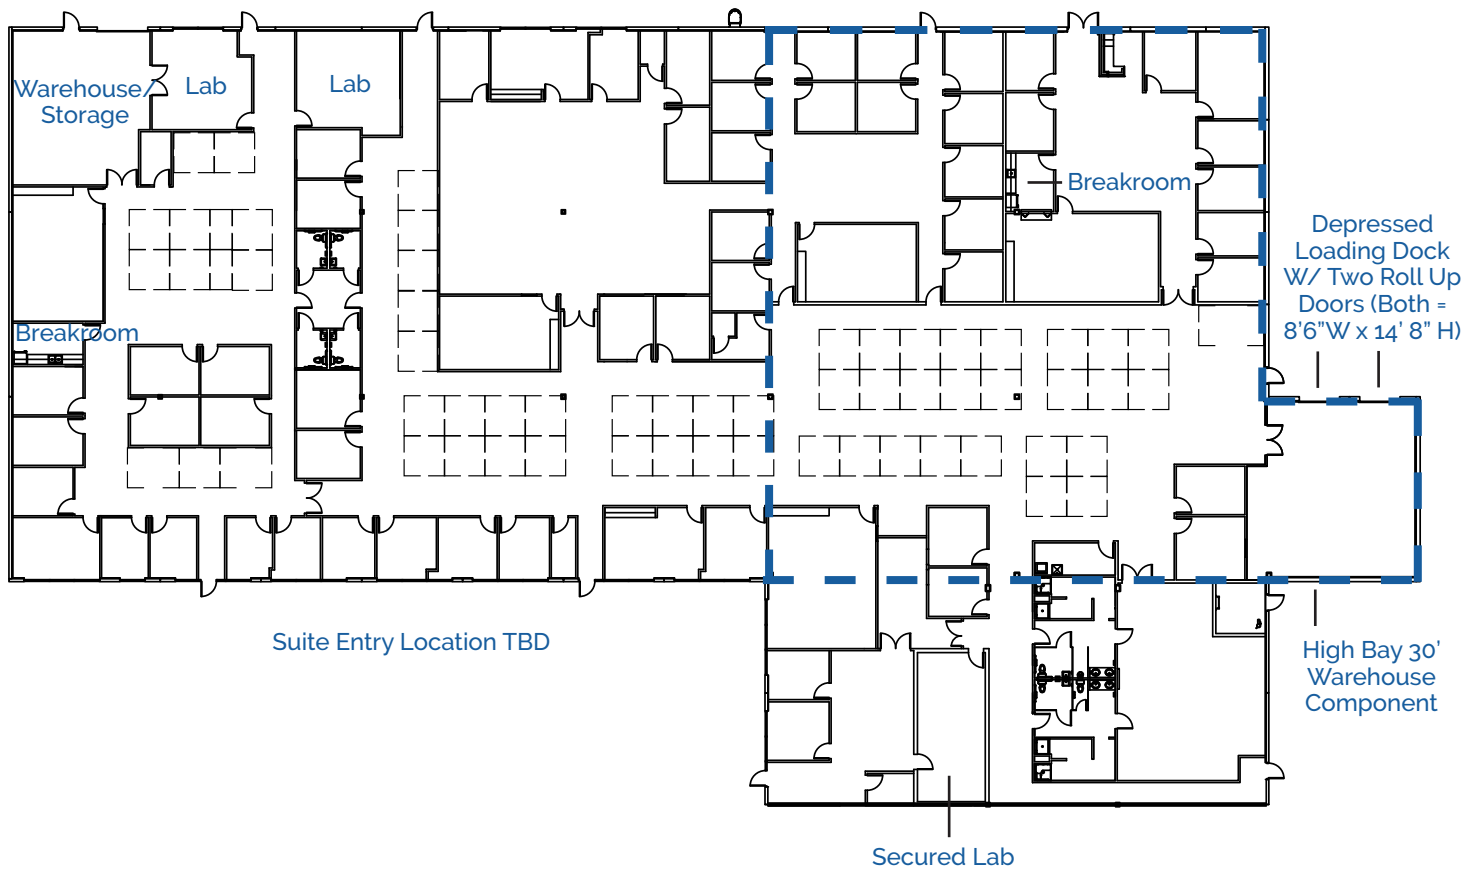 Warehouse/
Storage
Lab
Lab
Breakroom
Depressed
Loading Dock
W/ Two Roll Up
Doors (Both =
8’6”W x 14’ 8” H)
Breakroom
Suite Entry Location TBD
High Bay 30’
Warehouse
Component
Secured Lab